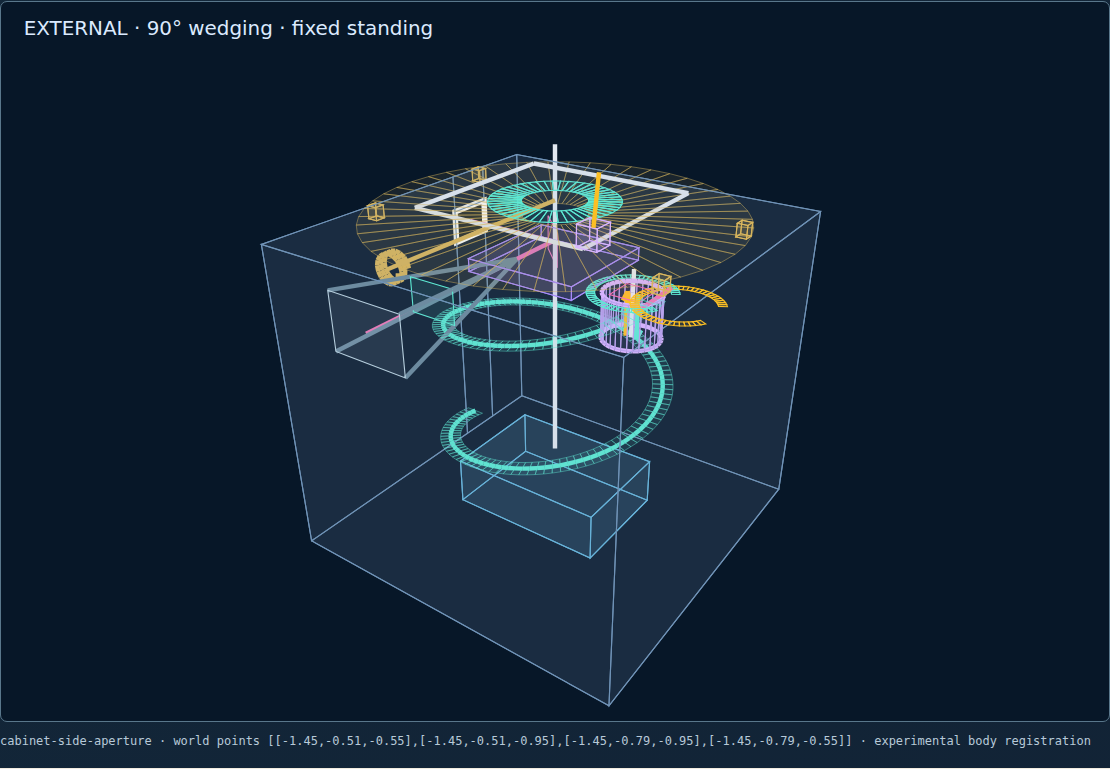 EXTERNAL · 90° wedging · fixed standing
cabinet-side-aperture · world points [[-1.45,-0.51,-0.55],[-1.45,-0.51,-0.95],[-1.45,-0.79,-0.95],[-1.45,-0.79,-0.55]] · experimental body registration